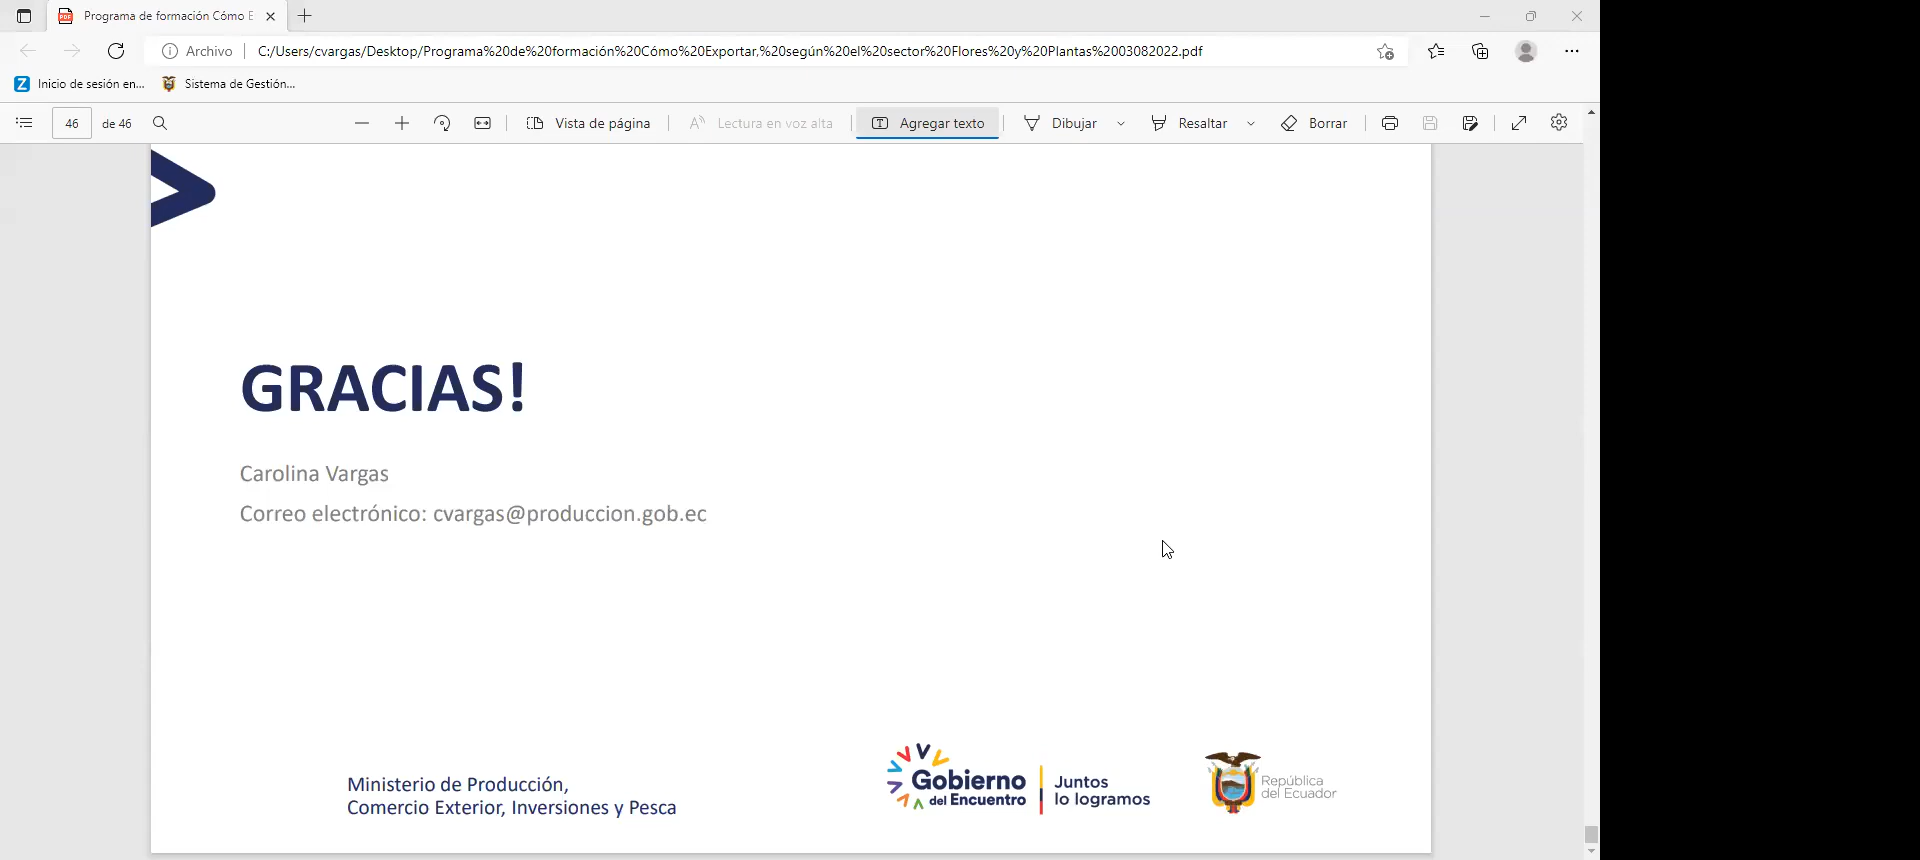 Programa de formación Cómo E
Archivo
C:/Users/cvargas/Desktop/Programa%20de%20formación%20Cómo%20Exportar,%20según%20el%20sector%20Flores%20y%20Plantas%2003082022.pdf
Inicio de sesión en...
Sistema de Gestión...
46 de 46
Vista de página
Lectura en voz alta
Agregar texto
Dibujar
Resaltar
Borrar
GRACIAS!
Carolina Vargas
Correo electrónico: cvargas@produccion.gob.ec
Ministerio de Producción,
Comercio Exterior, Inversiones y Pesca
Gobierno
del Encuentro
Juntos
lo logramos
República
del Ecuador